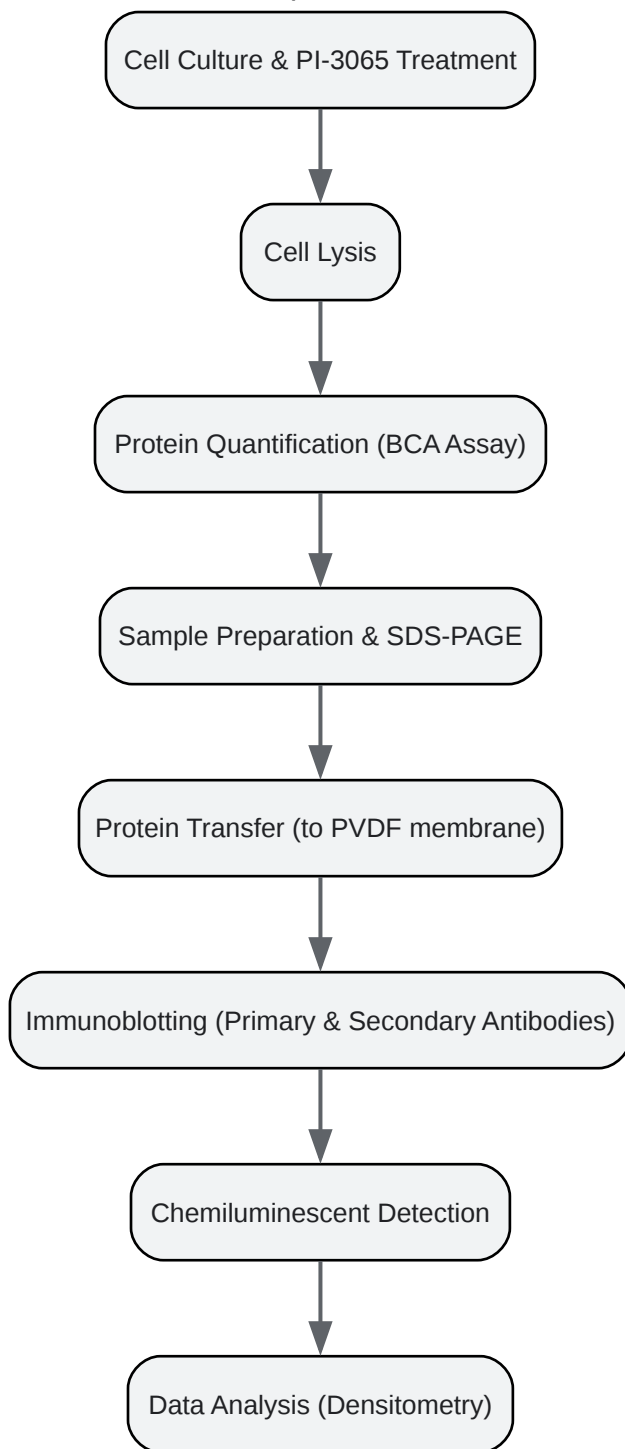 Cell Culture & PI-3065 Treatment
Cell Lysis
Protein Quantification (BCA Assay)
Sample Preparation & SDS-PAGE
Protein Transfer (to PVDF membrane)
Immunoblotting (Primary & Secondary Antibodies)
Chemiluminescent Detection
Data Analysis (Densitometry)